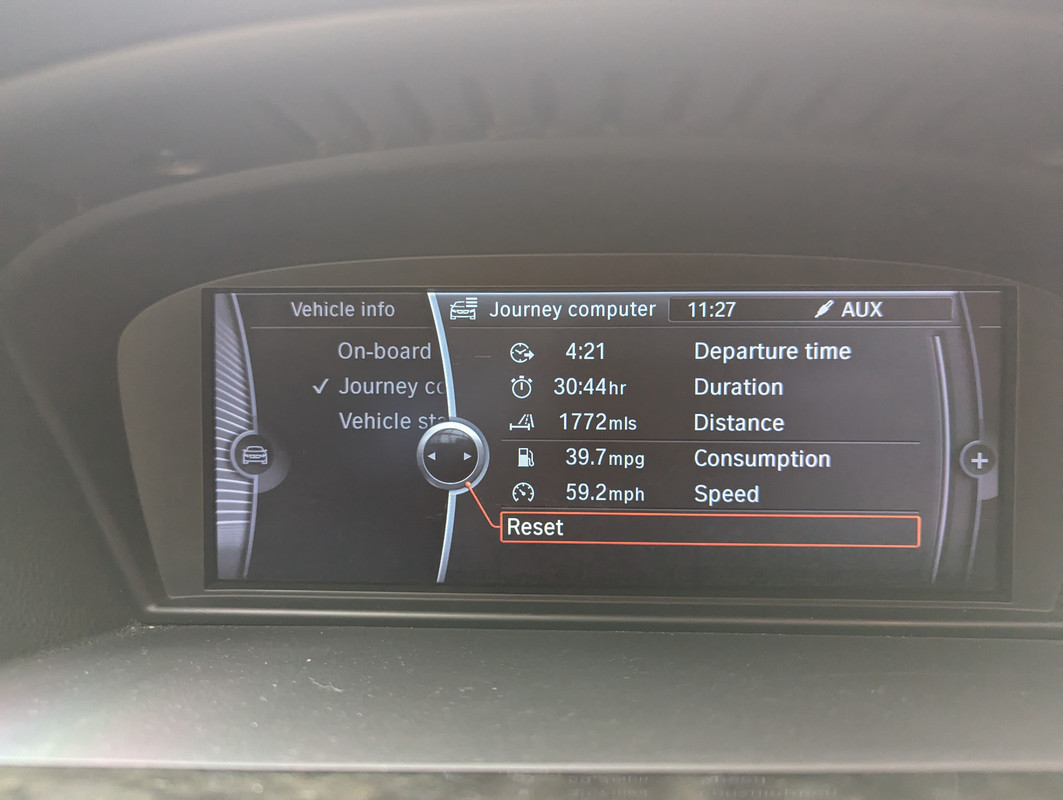 Vehicle info
Journey computer 11:27 AUX
On-board
✓ Journey co
Vehicle sta
4:21 Departure time
30:44hr Duration
1772mls Distance
39.7mpg Consumption
59.2mph Speed
Reset